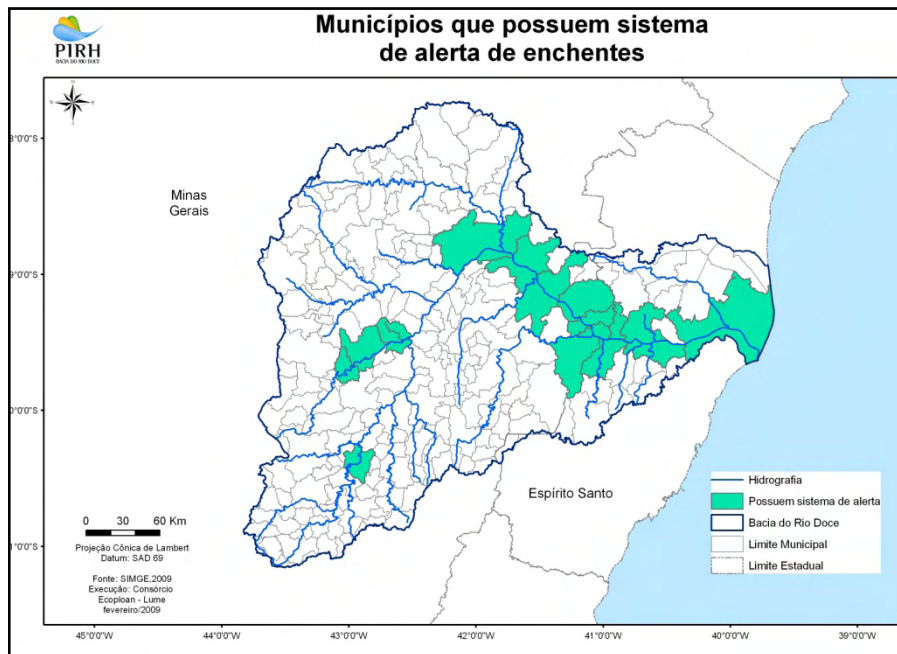 Municípios que possuem sistema
de alerta de enchentes
PIRH
BACIA DO RIO DOCE
8°0'0"S
9°0'0"S
0°0'0"S
1°0'0"S
Minas
Gerais
Espírito Santo
0 30 60 Km
Projeção Cônica de Lambert
Datum: SAD 69
Fonte: SIMGE,2009
Execução: Consórcio
Ecoplan - Lume
fevereiro/2009
Hidrografia
Possuem sistema de alerta
Bacia do Rio Doce
Limite Municipal
Limite Estadual
45°0'0"W 44°0'0"W 43°0'0"W 42°0'0"W 41°0'0"W 40°0'0"W 39°0'0"W